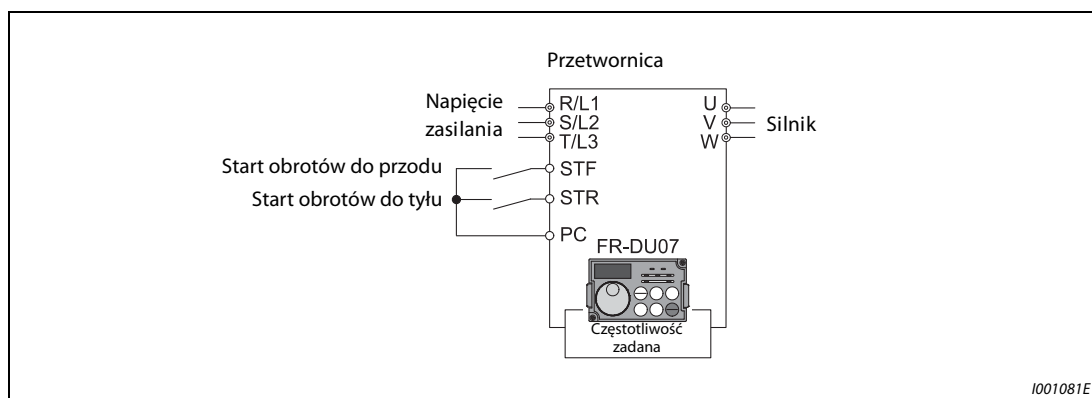 Przetwornica
Napięcie
zasilania
R/L1
S/L2
T/L3
U
V
W
Silnik
Start obrotów do przodu
STF
Start obrotów do tyłu
STR
PC
FR-DU07
Częstotliwość
zadana
I001081E